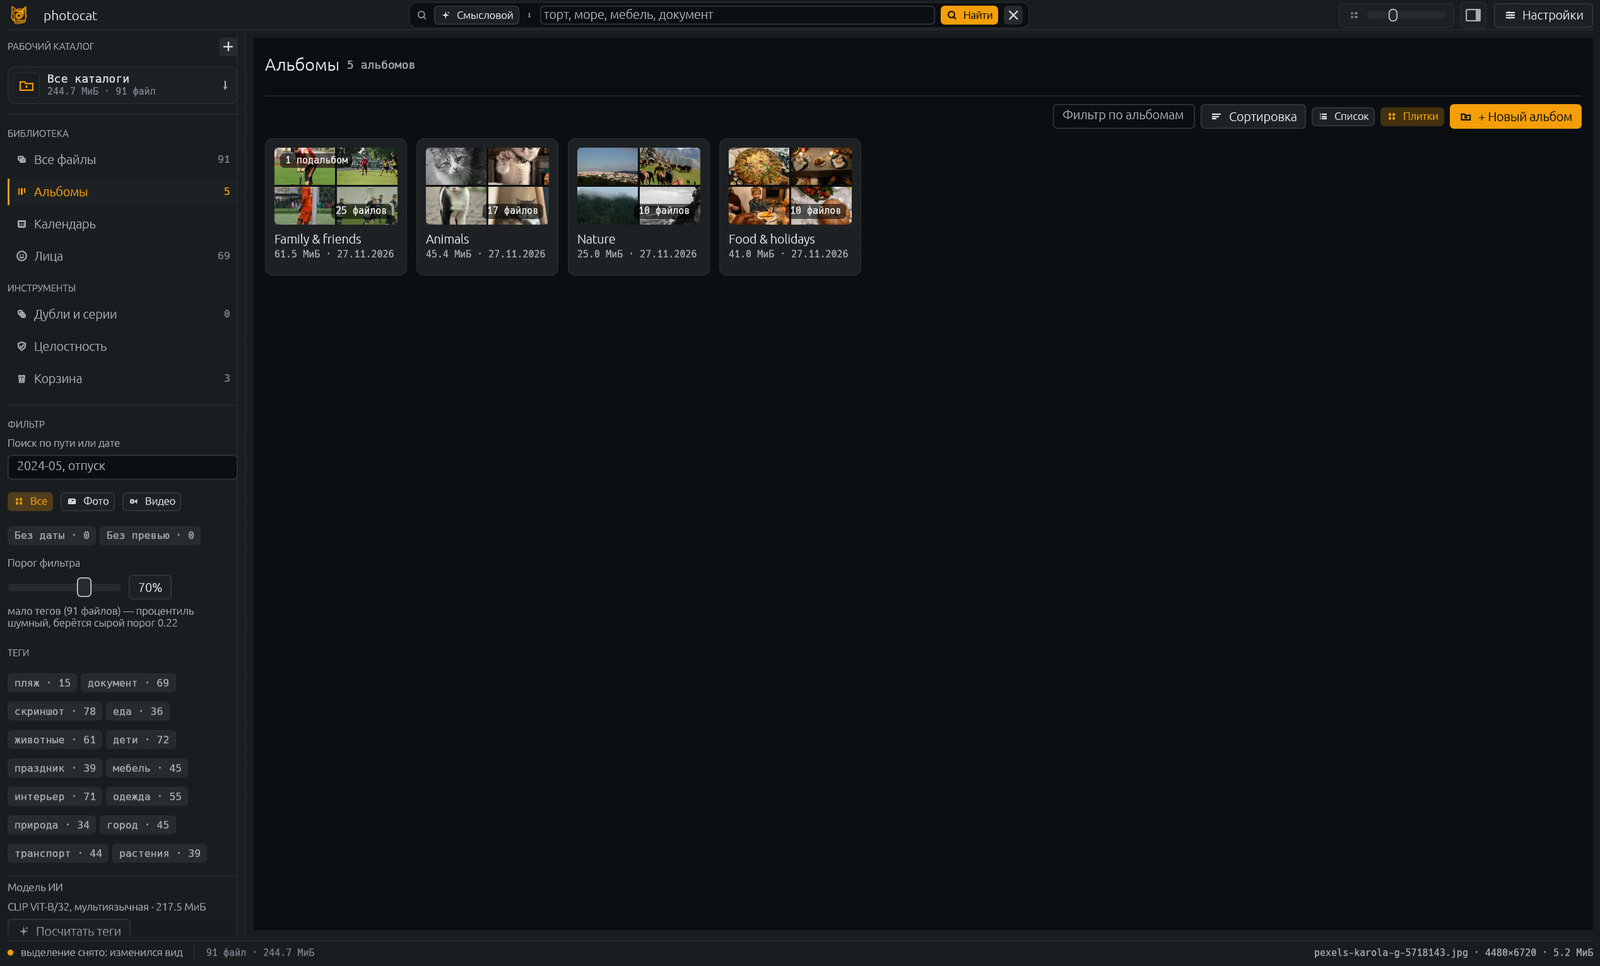 photocat
Смысловой
торт, море, мебель, документ
Найти
Настройки
РАБОЧИЙ КАТАЛОГ
Все каталоги
244.7 МиБ · 91 файл
БИБЛИОТЕКА
Все файлы 91
Альбомы 5
Календарь
Лица 69
ИНСТРУМЕНТЫ
Дубли и серии 0
Целостность
Корзина 3
ФИЛЬТР
Поиск по пути или дате
2024-05, отпуск
Все Фото Видео
Без даты · 0 Без превью · 0
Порог фильтра
70%
мало тегов (91 файлов) — процентиль
шумный, берётся сырой порог 0.22
ТЕГИ
пляж · 15 документ · 69
скриншот · 78 еда · 36
животные · 61 дети · 72
праздник · 39 мебель · 45
интерьер · 71 одежда · 55
природа · 34 город · 45
транспорт · 44 растения · 39
Модель ИИ
CLIP ViT-B/32, мультиязычная · 217.5 МиБ
Посчитать теги
Альбомы 5 альбомов
Фильтр по альбомам
Сортировка
Список
Плитки
+ Новый альбом
1 подальбом
25 файлов
Family & friends
61.5 МиБ · 27.11.2026
17 файлов
Animals
45.4 МиБ · 27.11.2026
10 файлов
Nature
25.0 МиБ · 27.11.2026
10 файлов
Food & holidays
41.0 МиБ · 27.11.2026
выделение снято: изменился вид
91 файл · 244.7 МиБ
pexels-karola-g-5718143.jpg · 4480×6720 · 5.2 МиБ